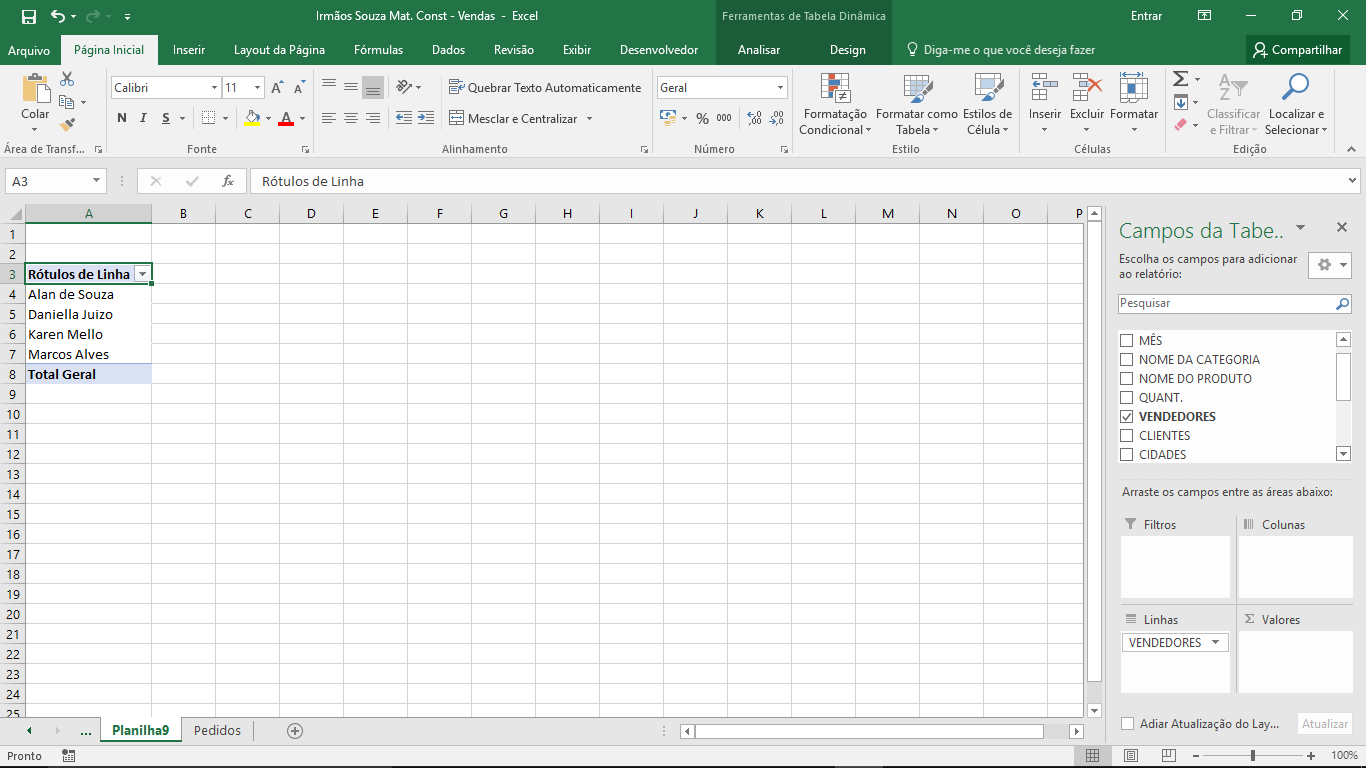 Irmãos Souza Mat. Const - Vendas - Excel
Ferramentas de Tabela Dinâmica
Entrar
Arquivo
Página Inicial
Inserir
Layout da Página
Fórmulas
Dados
Revisão
Exibir
Desenvolvedor
Analisar
Design
Diga-me o que você deseja fazer
Compartilhar
Colar
Área de Transf...
Calibri
11
N I S
A
Fonte
Quebrar Texto Automaticamente
Mesclar e Centralizar
Alinhamento
Geral
% 000
Número
Formatação Condicional
Formatar como Tabela
Estilos de Célula
Estilo
Inserir
Excluir
Formatar
Células
Classificar e Filtrar
Localizar e Selecionar
Edição
A3
fx
Rótulos de Linha
A B C D E F G H I J K L M N O P
1
2
3 Rótulos de Linha
4 Alan de Souza
5 Daniella Juizo
6 Karen Mello
7 Marcos Alves
8 Total Geral
9
10
11
12
13
14
15
16
17
18
19
20
21
22
23
24
25
Campos da Tabe..
Escolha os campos para adicionar
ao relatório:
Pesquisar
MÊS
NOME DA CATEGORIA
NOME DO PRODUTO
QUANT.
VENDEDORES
CLIENTES
CIDADES
Arraste os campos entre as áreas abaixo:
Filtros
Colunas
Linhas
Σ Valores
VENDEDORES
Adiar Atualização do Lay...
Atualizar
...
Planilha9
Pedidos
Pronto
100%